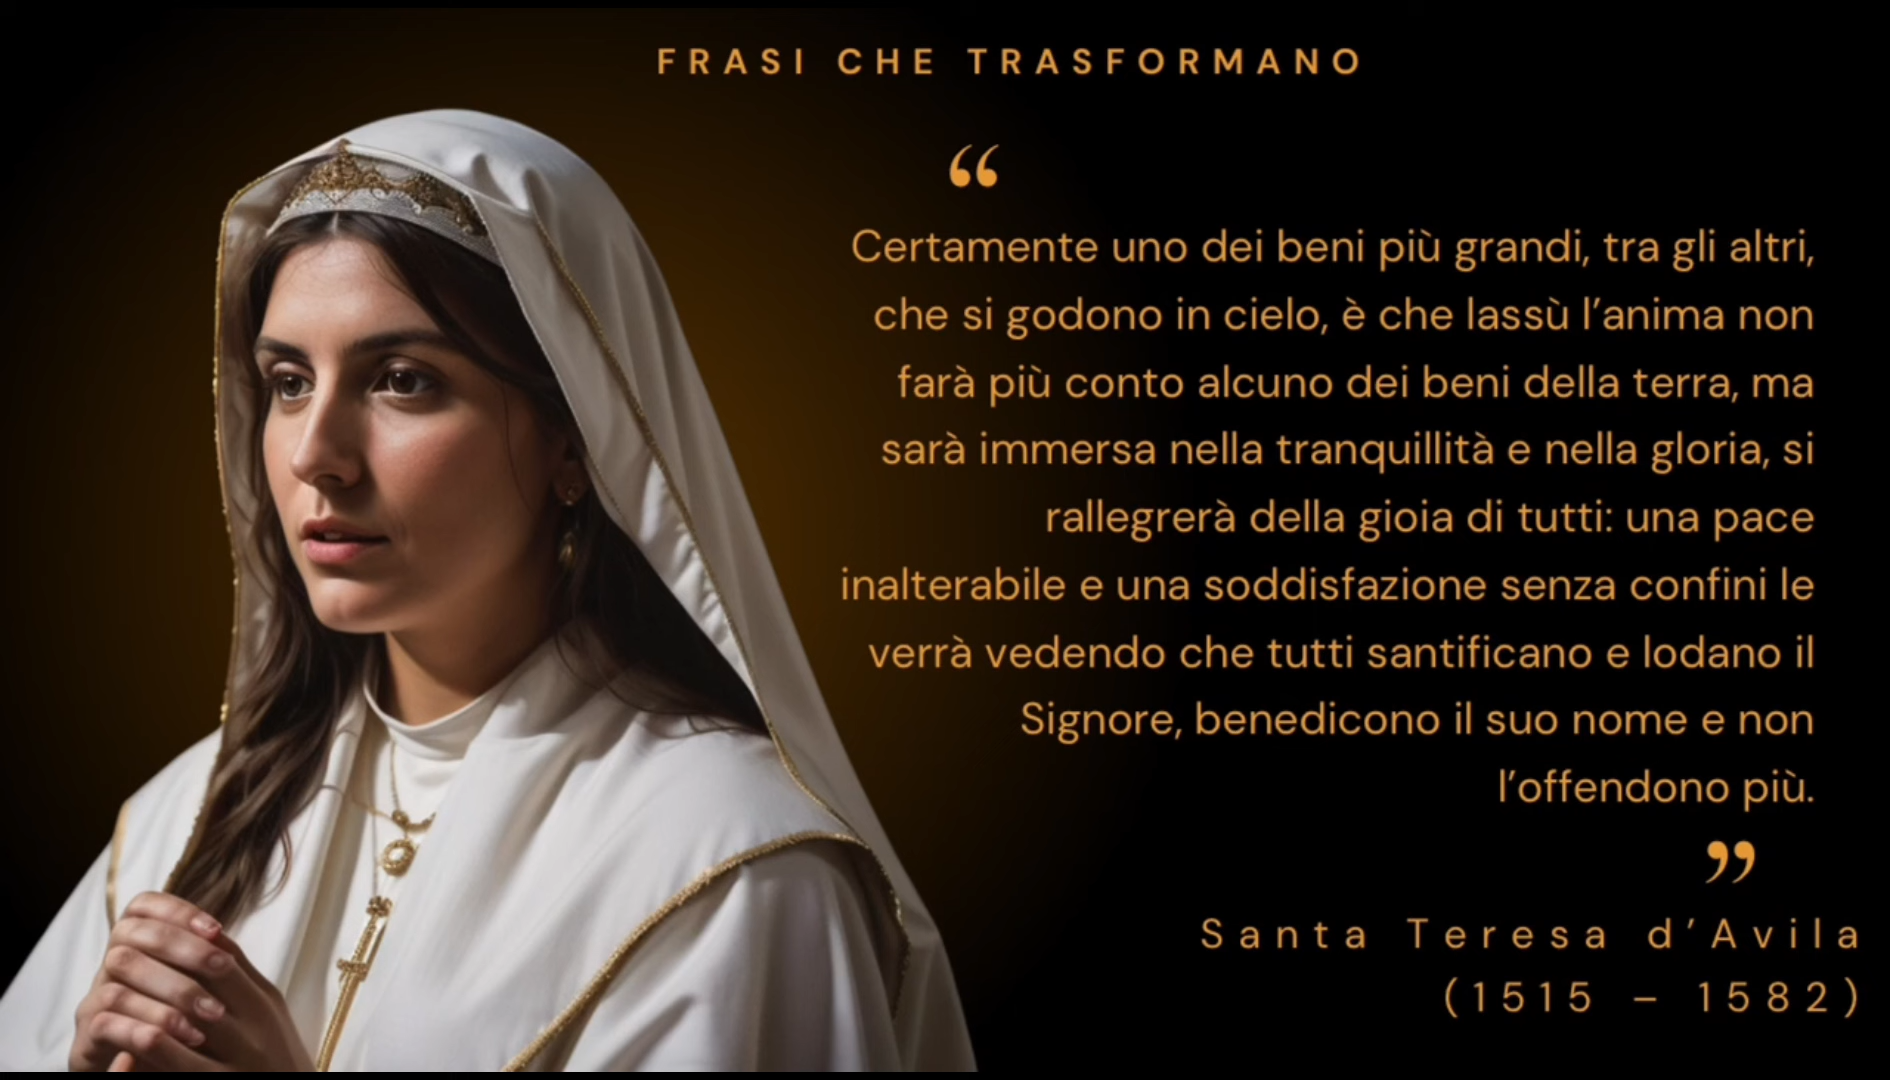 FRASI CHE TRASFORMANO
“
Certamente uno dei beni più grandi, tra gli altri,
che si godono in cielo, è che lassù l’anima non
farà più conto alcuno dei beni della terra, ma
sarà immersa nella tranquillità e nella gloria, si
rallegrerà della gioia di tutti: una pace
inalterabile e una soddisfazione senza confini le
verrà vedendo che tutti santificano e lodano il
Signore, benedicono il suo nome e non
l’offendono più.
”
Santa Teresa d’Avila
(1515 – 1582)